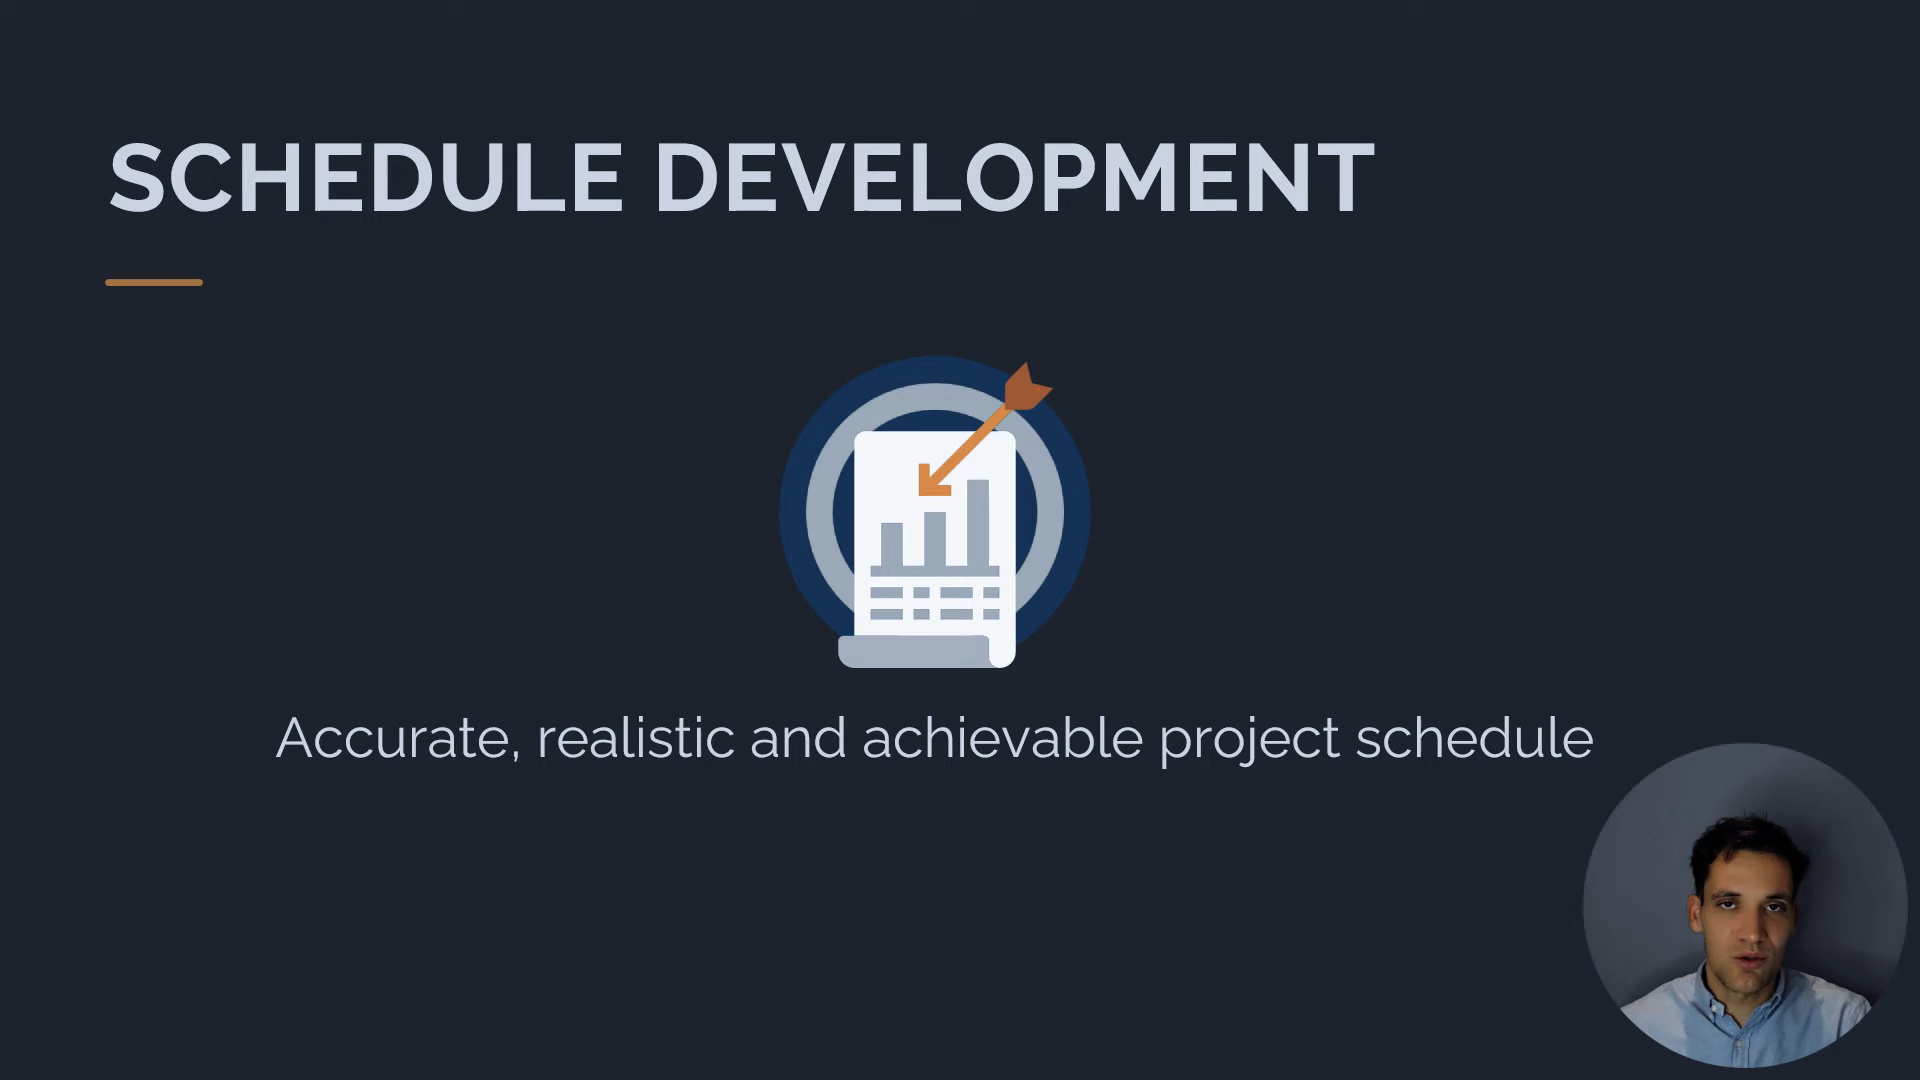 SCHEDULE DEVELOPMENT
Accurate, realistic and achievable project schedule